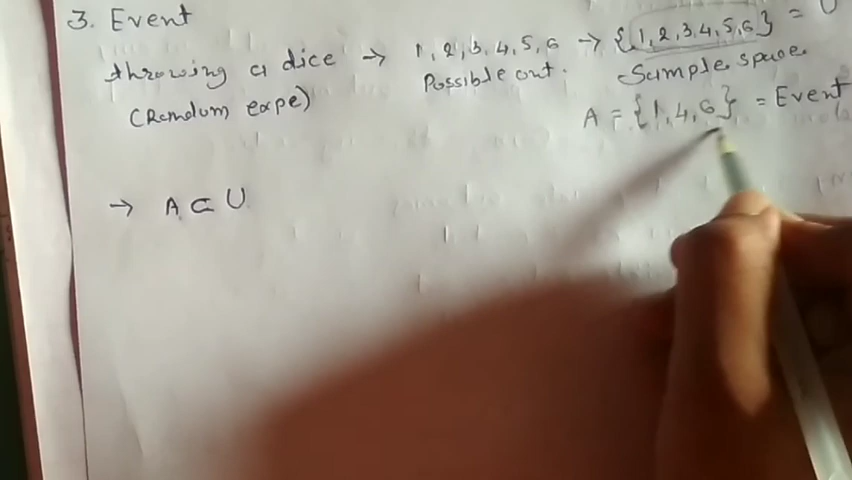 3. Event
throwing a dice → 1, 2, 3, 4, 5, 6 → {1, 2, 3, 4, 5, 6} = U
(Random expe) Possible out. Sample space
A = {1, 4, 6} = Event
→ A ⊂ U